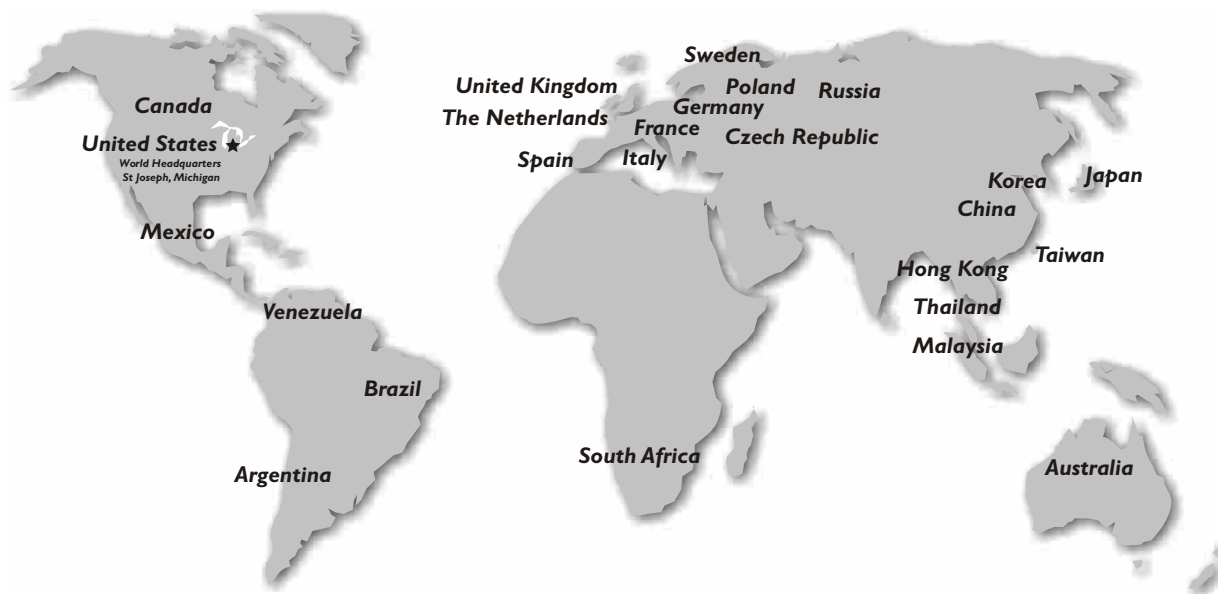 Canada
United States
World Headquarters
St Joseph, Michigan
Mexico
Venezuela
Brazil
Argentina
Sweden
United Kingdom
Poland
Russia
Germany
The Netherlands
France
Czech Republic
Spain
Italy
Korea
Japan
China
Taiwan
Hong Kong
Thailand
Malaysia
South Africa
Australia